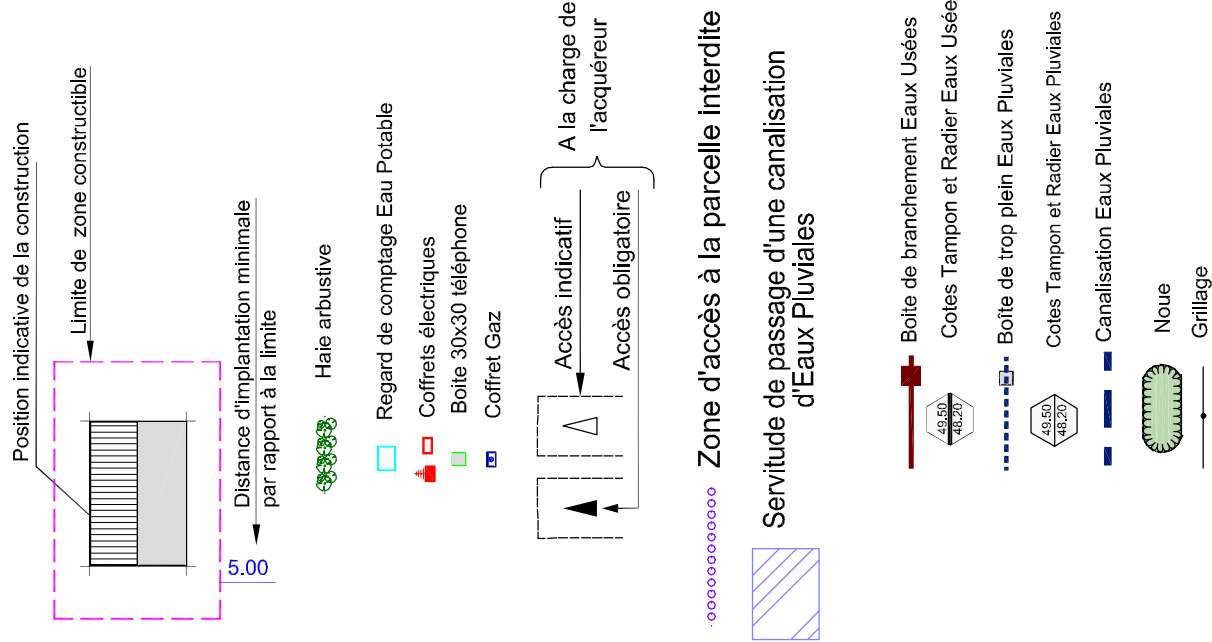 Position indicative de la construction
Limite de zone constructible
Distance d'implantation minimale
par rapport à la limite
5.00
Haie arbustive
Regard de comptage Eau Potable
Coffrets électriques
Boite 30x30 téléphone
Coffret Gaz
Accès indicatif
Accès obligatoire
A la charge de
l'acquéreur
Zone d'accès à la parcelle interdite
Servitude de passage d'une canalisation
d'Eaux Pluviales
Boite de branchement Eaux Usées
49.50
48.20
Cotes Tampon et Radier Eaux Usée
Boîte de trop plein Eaux Pluviales
49.50
48.20
Cotes Tampon et Radier Eaux Pluviales
Canalisation Eaux Pluviales
Noue
Grillage